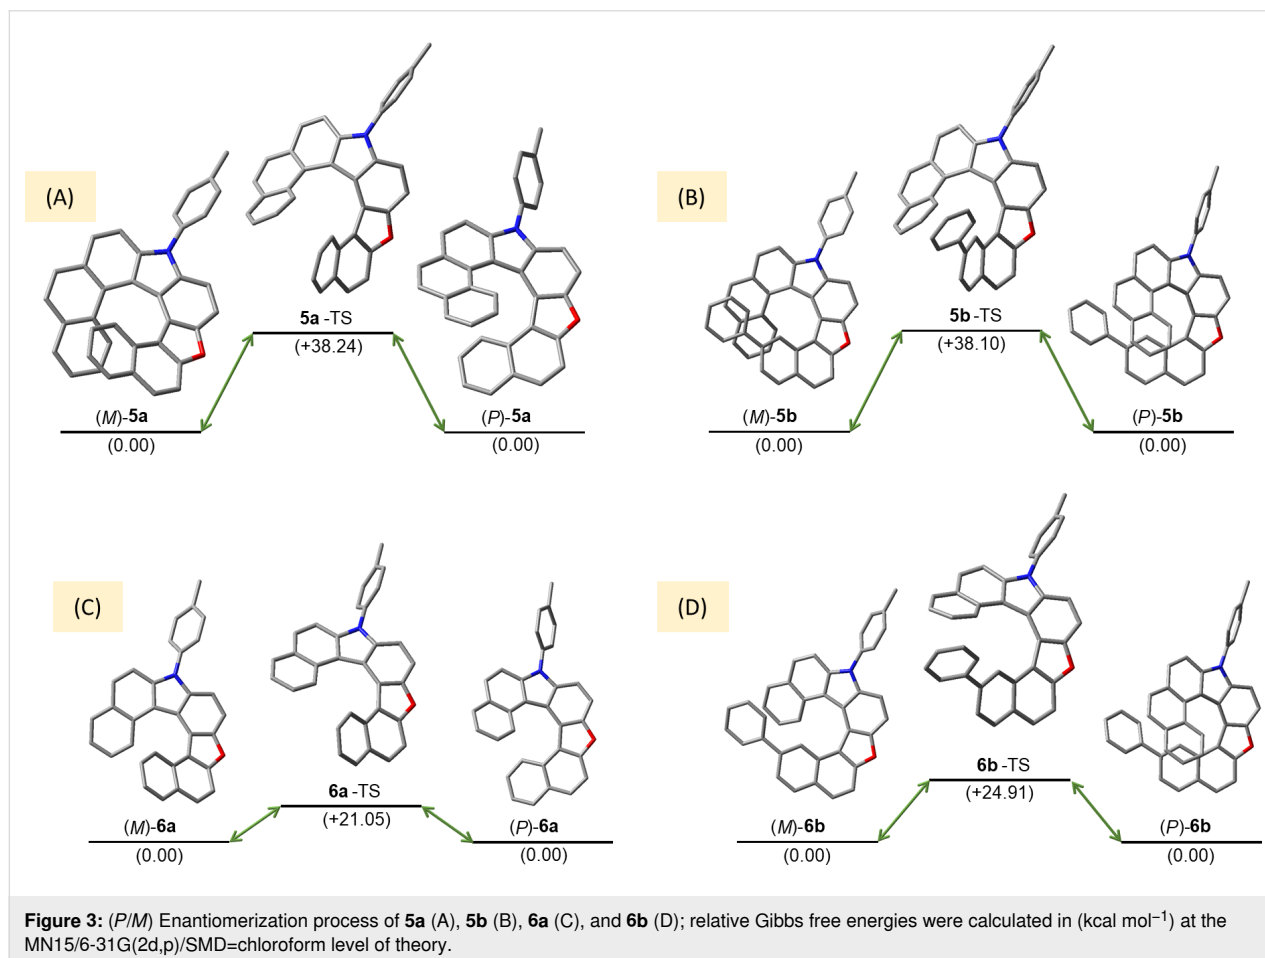 (A)
5a -TS
(+38.24)
(M)-5a
(0.00)
(P)-5a
(0.00)
(B)
5b -TS
(+38.10)
(M)-5b
(0.00)
(P)-5b
(0.00)
(C)
6a -TS
(+21.05)
(M)-6a
(0.00)
(P)-6a
(0.00)
(D)
6b -TS
(+24.91)
(M)-6b
(0.00)
(P)-6b
(0.00)
Figure 3: (P/M) Enantiomerization process of 5a (A), 5b (B), 6a (C), and 6b (D); relative Gibbs free energies were calculated in (kcal mol⁻¹) at the
MN15/6-31G(2d,p)/SMD=chloroform level of theory.